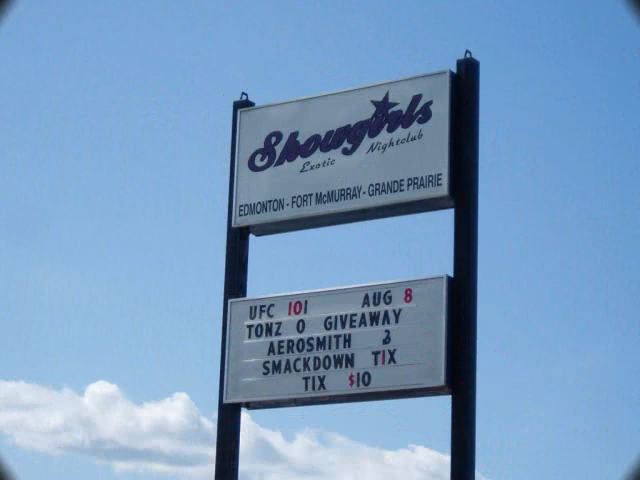 Showgirls
Exotic Nightclub
EDMONTON - FORT McMURRAY - GRANDE PRAIRIE
UFC 101 AUG 8
TONZ O GIVEAWAY
AEROSMITH &
SMACKDOWN TIX
TIX $10